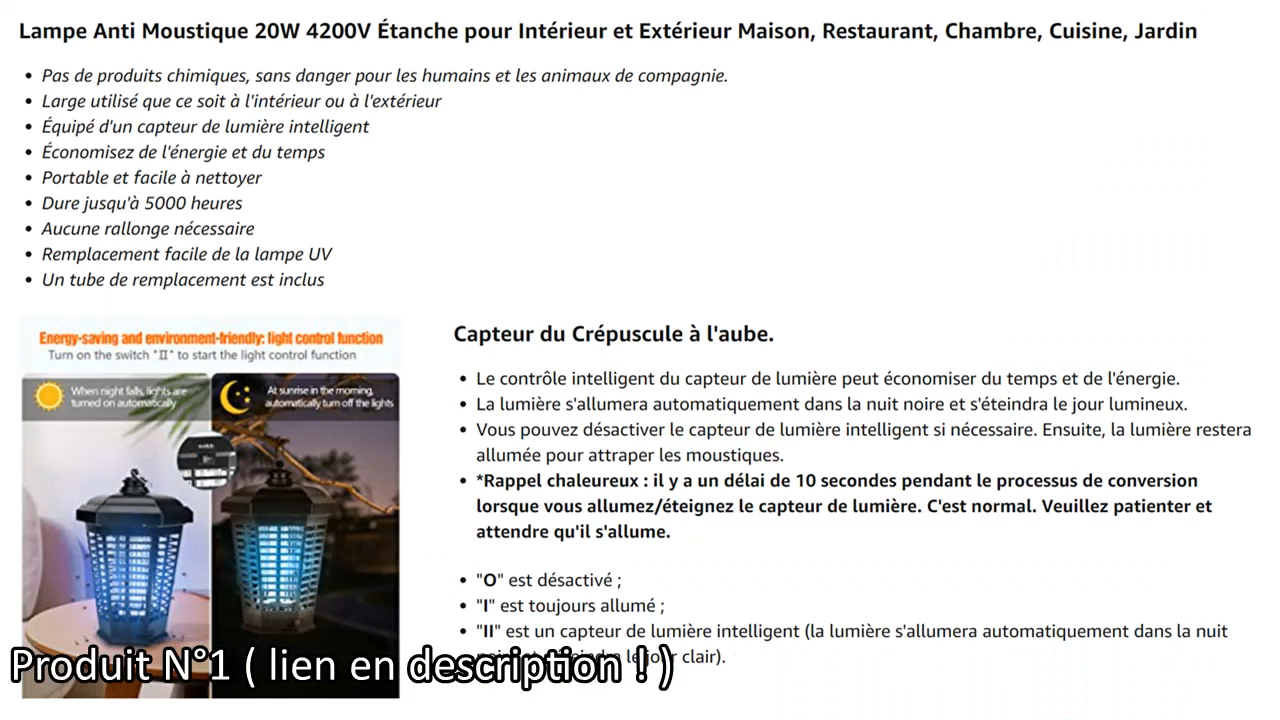 Lampe Anti Moustique 20W 4200V Étanche pour Intérieur et Extérieur Maison, Restaurant, Chambre, Cuisine, Jardin
• Pas de produits chimiques, sans danger pour les humains et les animaux de compagnie.
• Large utilisé que ce soit à l'intérieur ou à l'extérieur
• Équipé d'un capteur de lumière intelligent
• Économisez de l'énergie et du temps
• Portable et facile à nettoyer
• Dure jusqu'à 5000 heures
• Aucune rallonge nécessaire
• Remplacement facile de la lampe UV
• Un tube de remplacement est inclus
Energy-saving and environment-friendly: light control function
Turn on the switch "II" to start the light control function
When night falls, lights are
turned on automatically
At sunrise in the morning,
automatically turn off the lights
Capteur du Crépuscule à l'aube.
• Le contrôle intelligent du capteur de lumière peut économiser du temps et de l'énergie.
• La lumière s'allumera automatiquement dans la nuit noire et s'éteindra le jour lumineux.
• Vous pouvez désactiver le capteur de lumière intelligent si nécessaire. Ensuite, la lumière restera
allumée pour attraper les moustiques.
• *Rappel chaleureux : il y a un délai de 10 secondes pendant le processus de conversion
lorsque vous allumez/éteignez le capteur de lumière. C'est normal. Veuillez patienter et
attendre qu'il s'allume.
• "O" est désactivé ;
• "I" est toujours allumé ;
• "II" est un capteur de lumière intelligent (la lumière s'allumera automatiquement dans la nuit
le jour clair).
Produit N°1 ( lien en description ! )